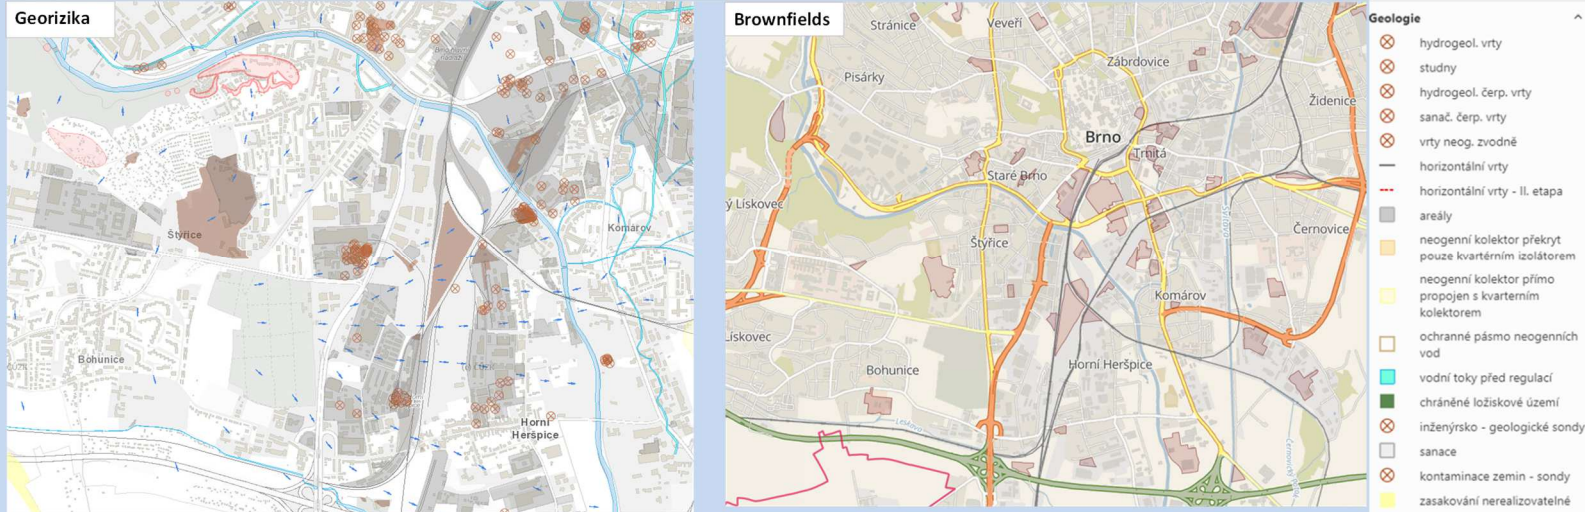 Georizika
Štýřice
Komárov
Bohunice
Horní
Heršpice
Brownfields
Stránice
Veveří
Pisárky
Zábrdovice
Židenice
Brno
Trnitá
Staré Brno
ý Lískovec
Štýřice
Černovice
Komárov
Lískovec
Horní Heršpice
Bohunice
Leskava
Geologie
hydrogeol. vrty
studny
hydrogeol. čerp. vrty
sanač. čerp. vrty
vrty neog. zvodně
horizontální vrty
horizontální vrty - II. etapa
areály
neogenní kolektor překryt
pouze kvartérním izolátorem
neogenní kolektor přímo
propojen s kvarterním
kolektorem
ochranné pásmo neogenních
vod
vodní toky před regulací
chráněné ložiskové území
inženýrsko - geologické sondy
sanace
kontaminace zemin - sondy
zasakování nerealizovatelné